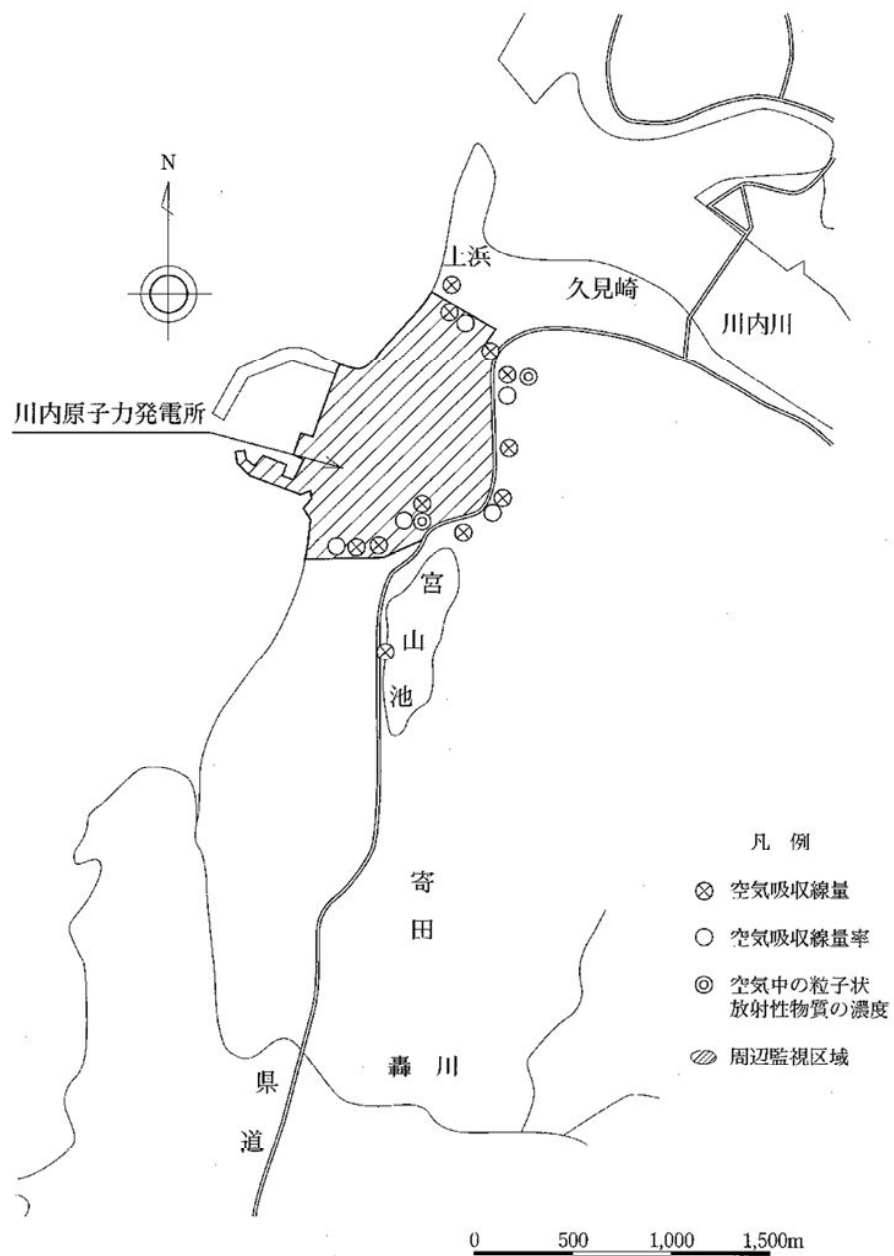 N
上浜
久見崎
川内川
川内原子力発電所
宮山池
寄田
轟川
県道
凡例
空気吸収線量
空気吸収線量率
空気中の粒子状
放射性物質の濃度
周辺監視区域
0 500 1,000 1,500m